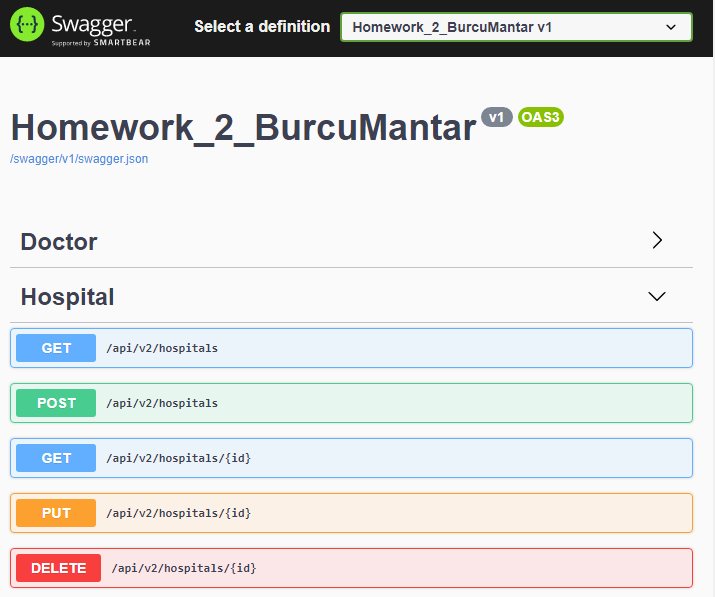 {···} Swagger
Supported by SMARTBEAR
Select a definition
Homework_2_BurcuMantar v1
Homework_2_BurcuMantar v1 OAS3
/swagger/v1/swagger.json
Doctor
Hospital
GET /api/v2/hospitals
POST /api/v2/hospitals
GET /api/v2/hospitals/{id}
PUT /api/v2/hospitals/{id}
DELETE /api/v2/hospitals/{id}